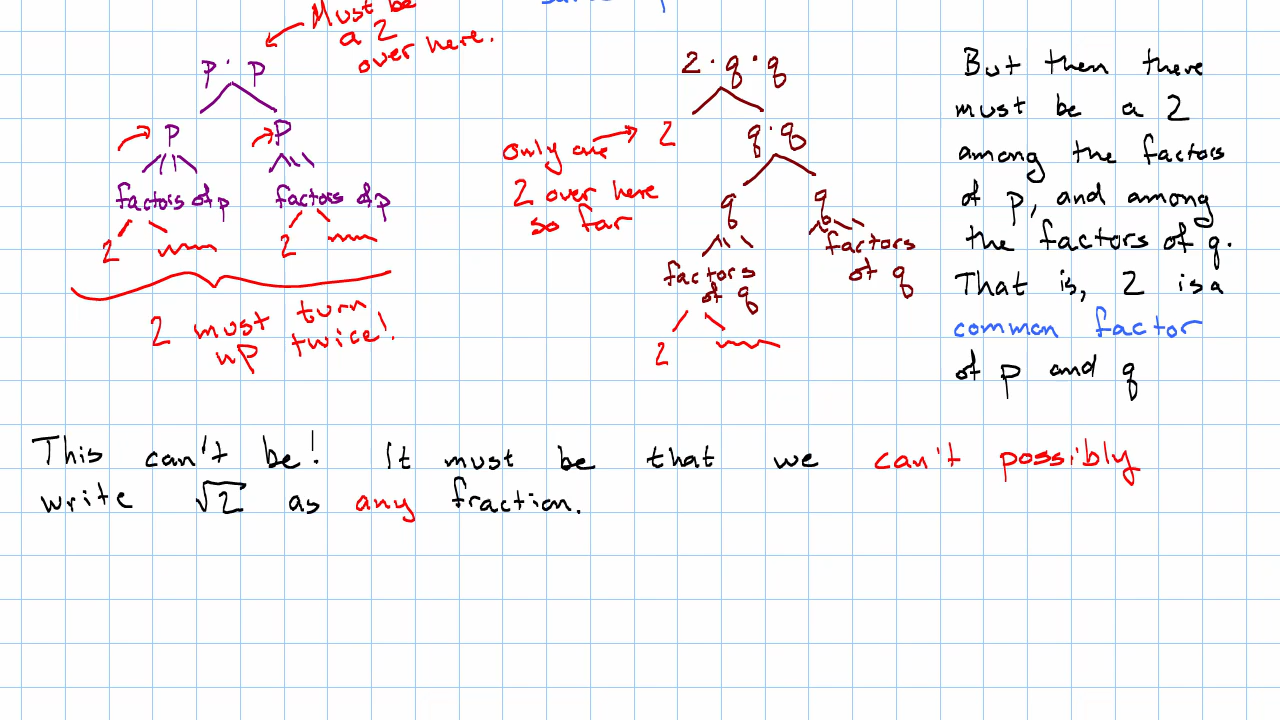 Must be
a 2
over here.
p · p
p p
factors of p factors of p
2 2
2 must turn
up twice!
2 · q · q
Only one
2 over here
so far
2 q·q
q q
factors
of q
factors
of q
2
But then there
must be a 2
among the factors
of p, and among
the factors of q.
That is, 2 is a
common factor
of p and q
This can't be! It must be that we can't possibly
write √2 as any fraction.